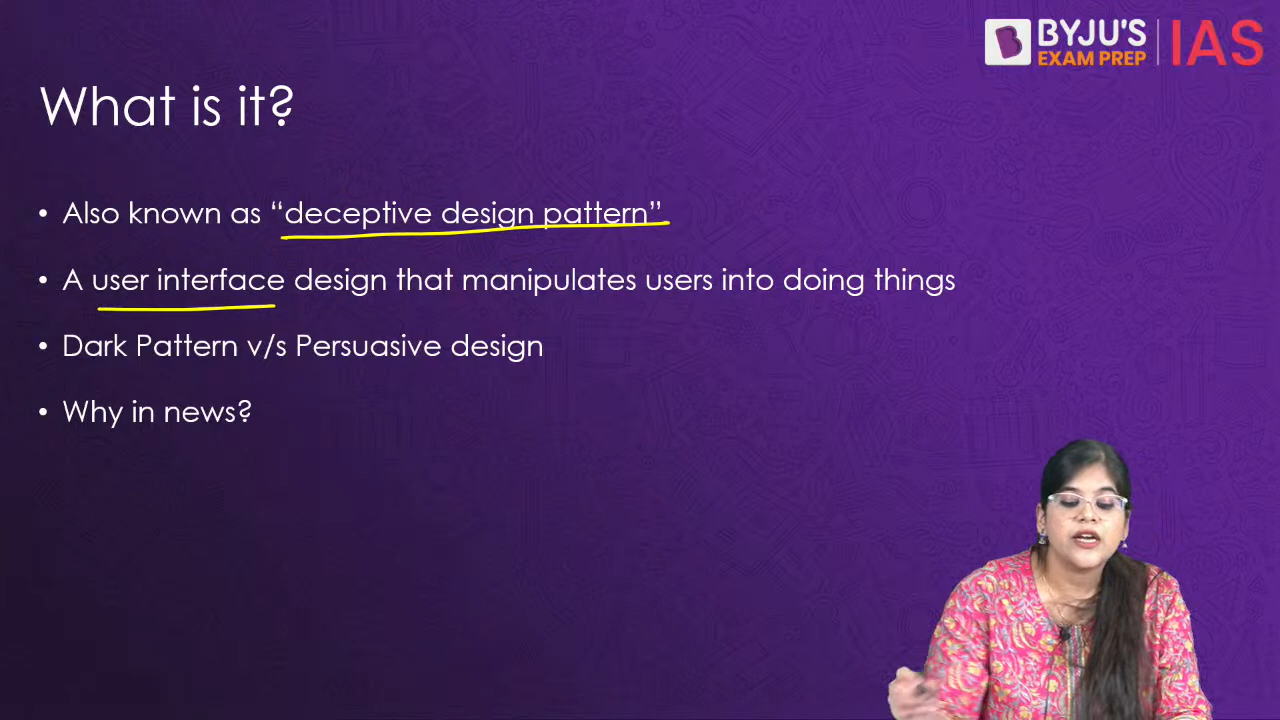 BYJU'S
EXAM PREP
IAS
What is it?
• Also known as “deceptive design pattern”
• A user interface design that manipulates users into doing things
• Dark Pattern v/s Persuasive design
• Why in news?